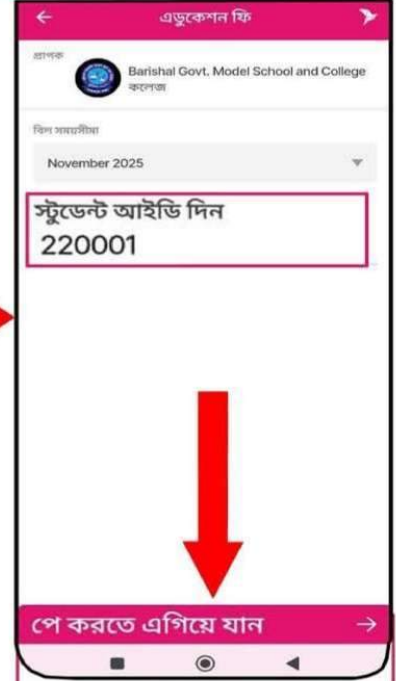 এডুকেশন ফি
প্রাপক
Barishal Govt. Model School and College
কলেজ
বিল সময়সীমা
November 2025
স্টুডেন্ট আইডি দিন
220001
পে করতে এগিয়ে যান